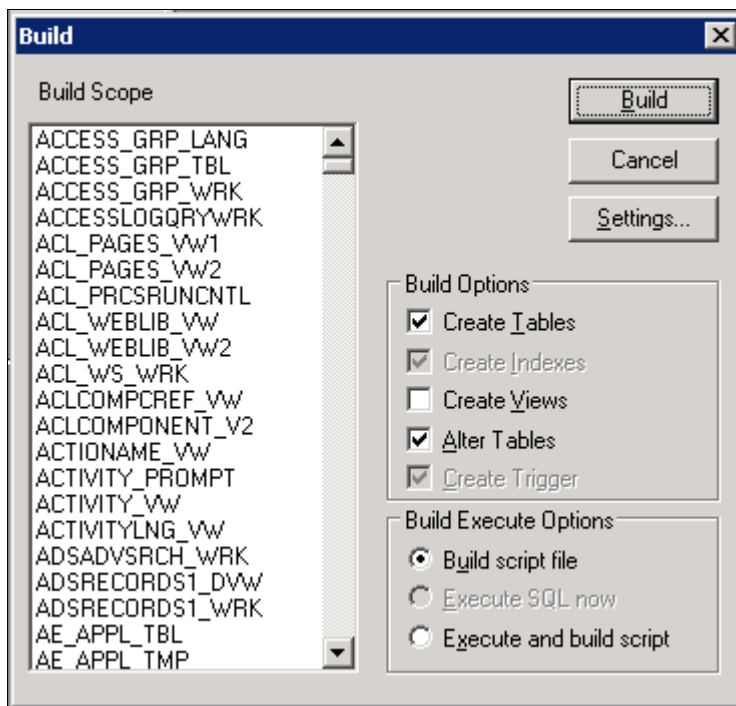 Build
Build Scope
ACCESS_GRP_LANG
ACCESS_GRP_TBL
ACCESS_GRP_WRK
ACCESSLOGQRYWRK
ACL_PAGES_VW1
ACL_PAGES_VW2
ACL_PRCSRUNCNTL
ACL_WEBLIB_VW
ACL_WEBLIB_VW2
ACL_WS_WRK
ACLCOMPCREF_VW
ACLCOMPONENT_V2
ACTIONAME_VW
ACTIVITY_PROMPT
ACTIVITY_VW
ACTIVITYLNG_VW
ADSADVSRCH_WRK
ADSRECORDS1_DVW
ADSRECORDS1_WRK
AE_APPL_TBL
AE_APPL_TMP
Build
Cancel
Settings...
Build Options
Create Tables
Create Indexes
Create Views
Alter Tables
Create Trigger
Build Execute Options
Build script file
Execute SQL now
Execute and build script